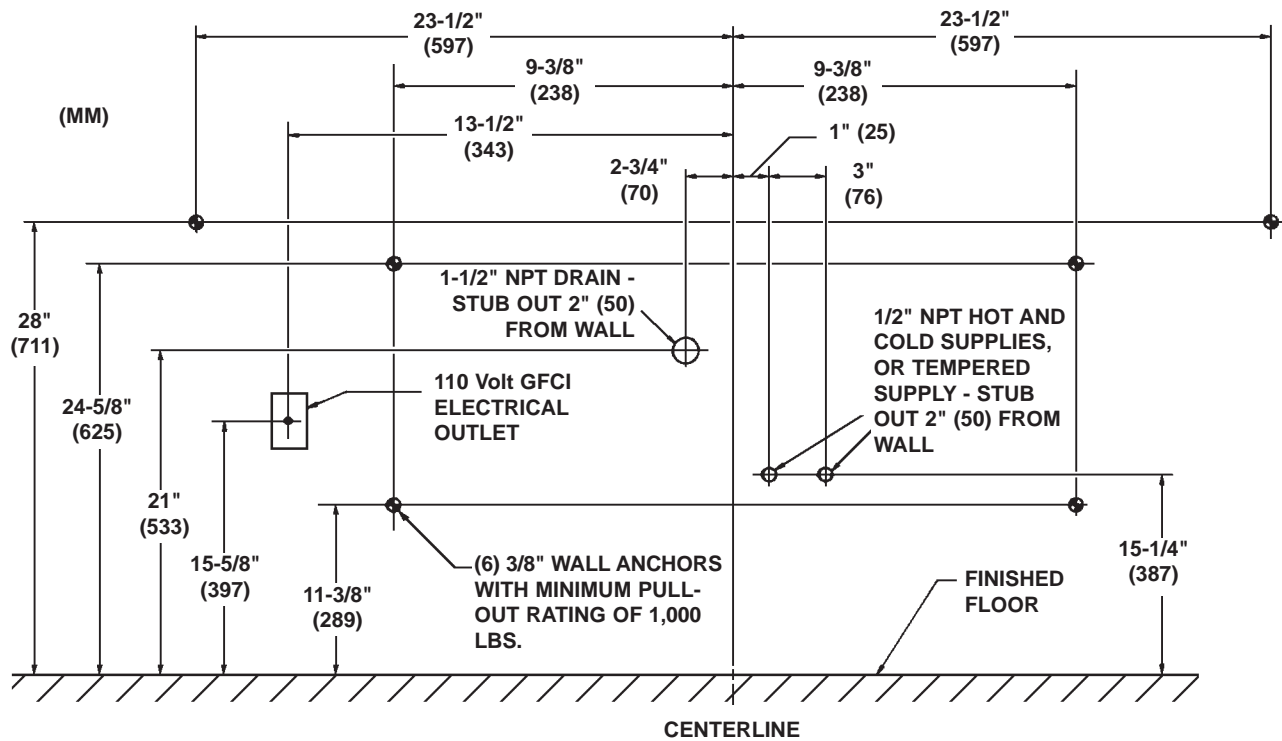 23-1/2"
(597)
23-1/2"
(597)
9-3/8"
(238)
9-3/8"
(238)
(MM)
13-1/2"
(343)
1" (25)
2-3/4"
(70)
3"
(76)
1-1/2" NPT DRAIN -
STUB OUT 2" (50)
FROM WALL
28"
(711)
1/2" NPT HOT AND
COLD SUPPLIES,
OR TEMPERED
SUPPLY - STUB
OUT 2" (50) FROM
WALL
110 Volt GFCI
ELECTRICAL
OUTLET
24-5/8"
(625)
21"
(533)
15-5/8"
(397)
11-3/8"
(289)
(6) 3/8" WALL ANCHORS
WITH MINIMUM PULL-
OUT RATING OF 1,000
LBS.
15-1/4"
(387)
FINISHED
FLOOR
CENTERLINE